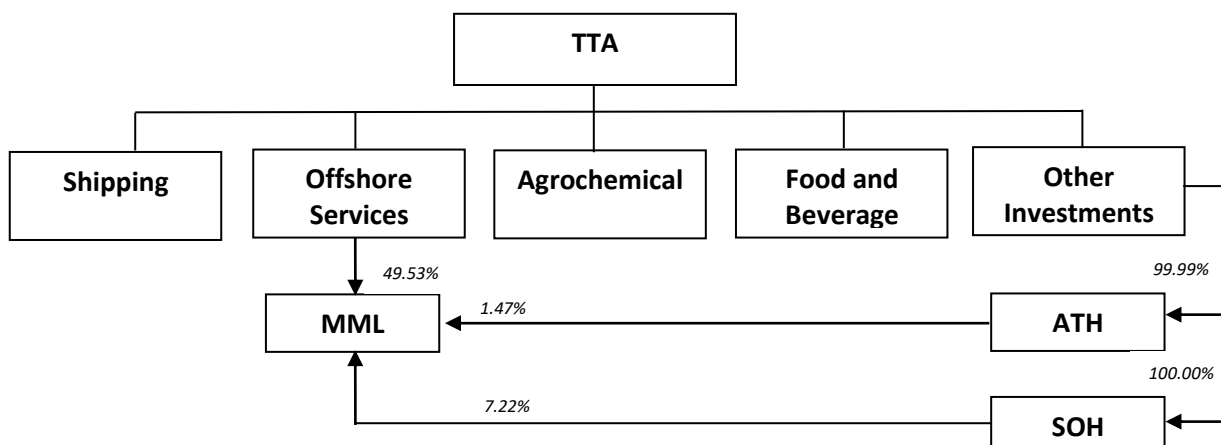 TTA
Shipping
Offshore
Services
Agrochemical
Food and
Beverage
Other
Investments
49.53%
99.99%
MML
1.47%
ATH
100.00%
7.22%
SOH